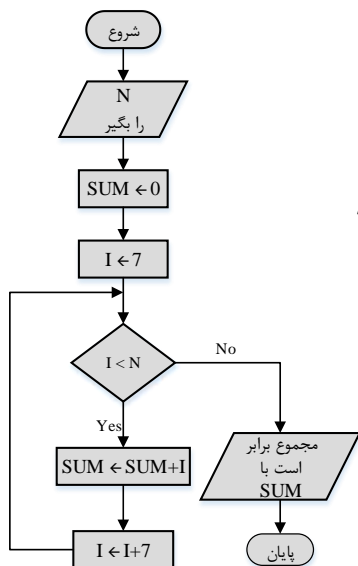 شروع
N
را بگیر
SUM ← 0
I ← 7
I < N
No
Yes
SUM ← SUM+I
I ← I+7
مجموع برابر
است با
SUM
پایان